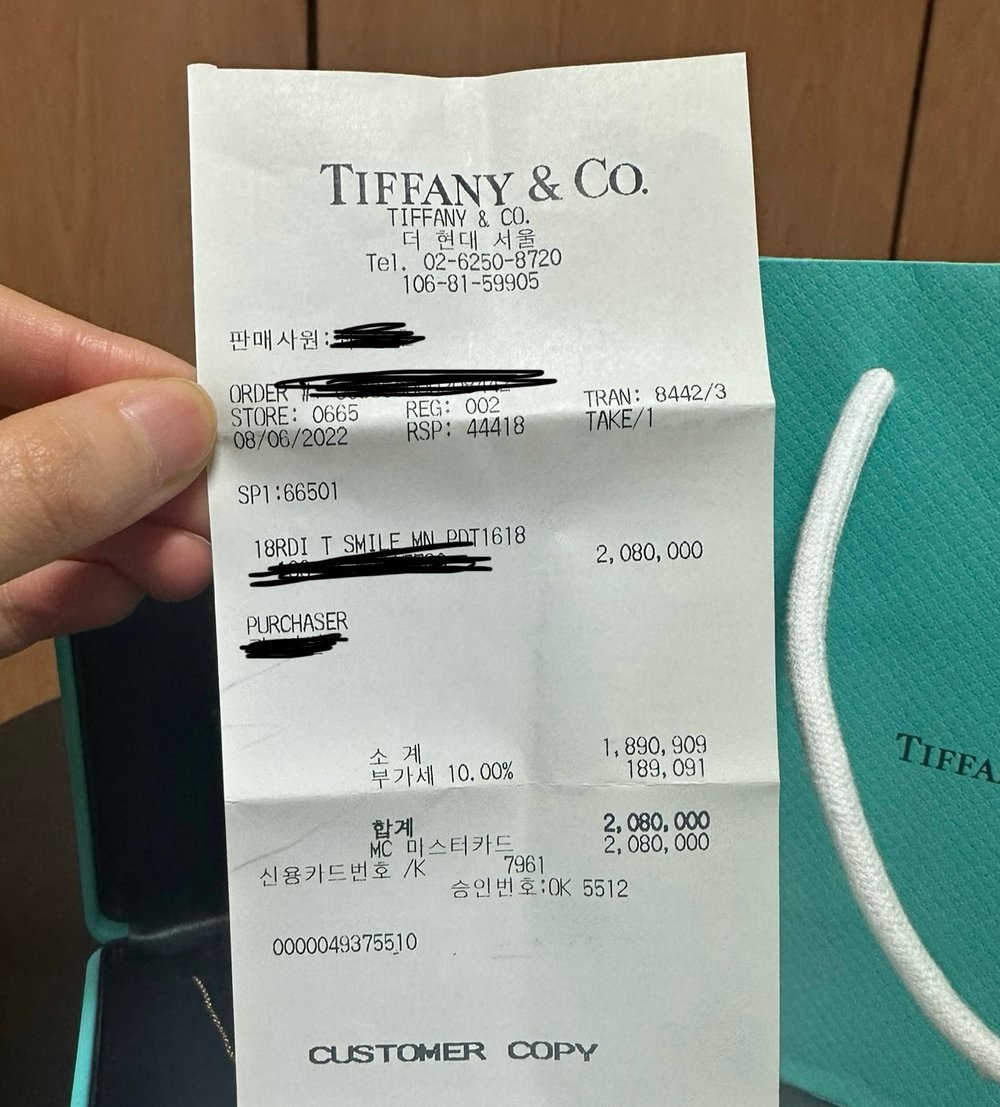 TIFFANY & CO.
TIFFANY & CO.
더 현대 서울
Tel. 02-6250-8720
106-81-59905
판매사원:
ORDER #
STORE: 0665 REG: 002 TRAN: 8442/3
08/06/2022 RSP: 44418 TAKE/1
SP1:66501
18RDI T SMILE MN PDT1618 2,080,000
PURCHASER
소 계 1,890,909
부가세 10.00% 189,091
합계 2,080,000
MC 마스터카드 2,080,000
신용카드번호 /K 7961
승인번호:OK 5512
0000049375510
CUSTOMER COPY
TIFFA